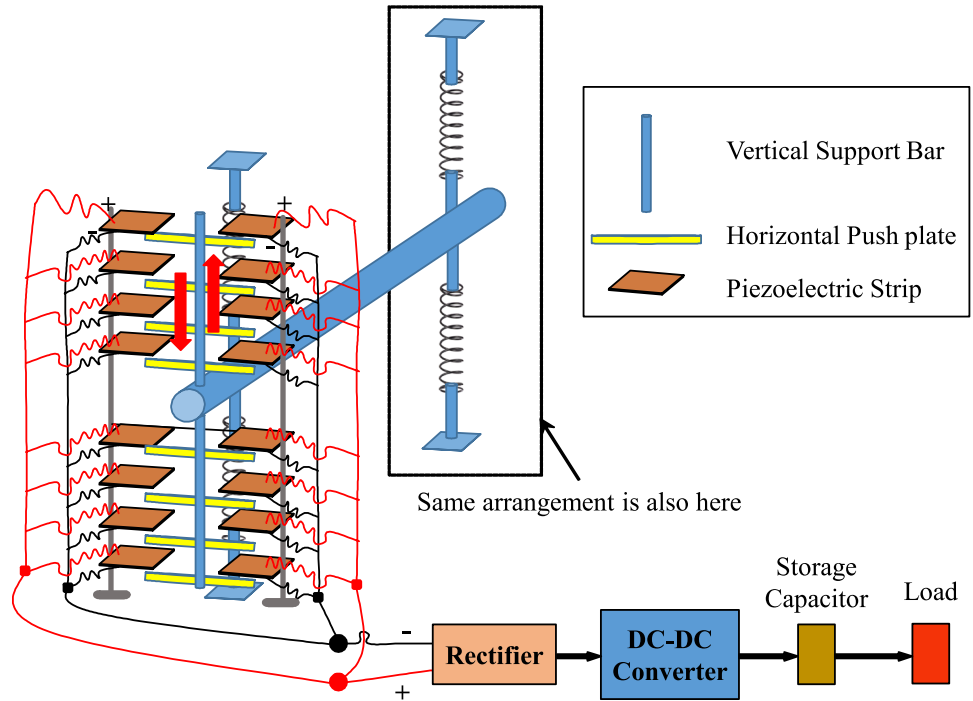 Vertical Support Bar
Horizontal Push plate
Piezoelectric Strip
+
+
-
-
Same arrangement is also here
Storage
Capacitor
Load
-
Rectifier
DC-DC
Converter
+